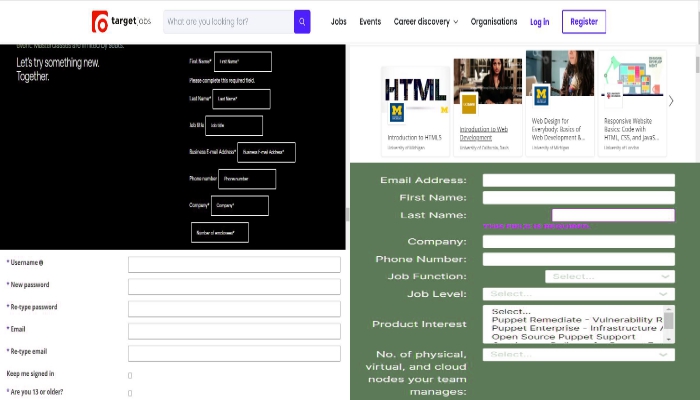 targetjobs
What are you looking for?
Jobs
Events
Career discovery
Organisations
Log in
Register
Let's try something new.
Together.
First Name* First Name*
Please complete this required field.
Last Name* Last Name*
Job title Job title
Business E-mail Address* Business E-mail Address*
Phone number Phone number
Company* Company*
Number of employees*
HTML
Introduction to HTML5
University of Michigan
Introduction to Web
Development
University of California, Davis
Web Design for
Everybody: Basics of
Web Development &...
University of Michigan
Responsive Website
Basics: Code with
HTML, CSS, and JavaS...
University of London
* Username
* New password
* Re-type password
* Email
* Re-type email
Keep me signed in
* Are you 13 or older?
Email Address:
First Name:
Last Name:
Company:
Phone Number:
Job Function: Select...
Job Level: Select...
Product Interest
Select...
Puppet Remediate - Vulnerability R
Puppet Enterprise - Infrastructure A
Open Source Puppet Support
No. of physical,
virtual, and cloud
nodes your team
manages:
Select...